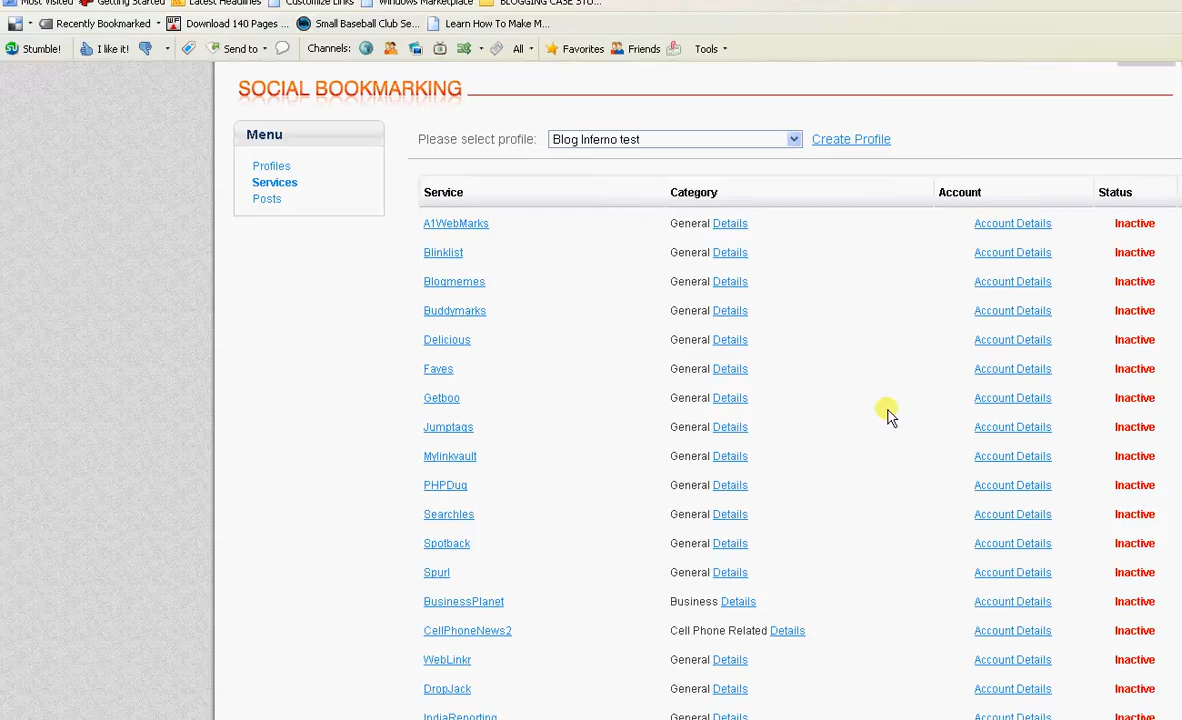 Most Visited Getting Started Latest Headlines Customize Links Windows Marketplace BLOGGING CASE STU...
Recently Bookmarked Download 140 Pages ... Small Baseball Club Se... Learn How To Make M...
Stumble! I like it! Send to Channels: All Favorites Friends Tools
SOCIAL BOOKMARKING
Menu
Profiles
Services
Posts
Please select profile: Blog Inferno test Create Profile
Service Category Account Status
A1WebMarks General Details Account Details Inactive
Blinklist General Details Account Details Inactive
Blogmemes General Details Account Details Inactive
Buddymarks General Details Account Details Inactive
Delicious General Details Account Details Inactive
Faves General Details Account Details Inactive
Getboo General Details Account Details Inactive
Jumptags General Details Account Details Inactive
Mylinkvault General Details Account Details Inactive
PHPDug General Details Account Details Inactive
Searchles General Details Account Details Inactive
Spotback General Details Account Details Inactive
Spurl General Details Account Details Inactive
BusinessPlanet Business Details Account Details Inactive
CellPhoneNews2 Cell Phone Related Details Account Details Inactive
WebLinkr General Details Account Details Inactive
DropJack General Details Account Details Inactive
IndiaReporting General Details Account Details Inactive